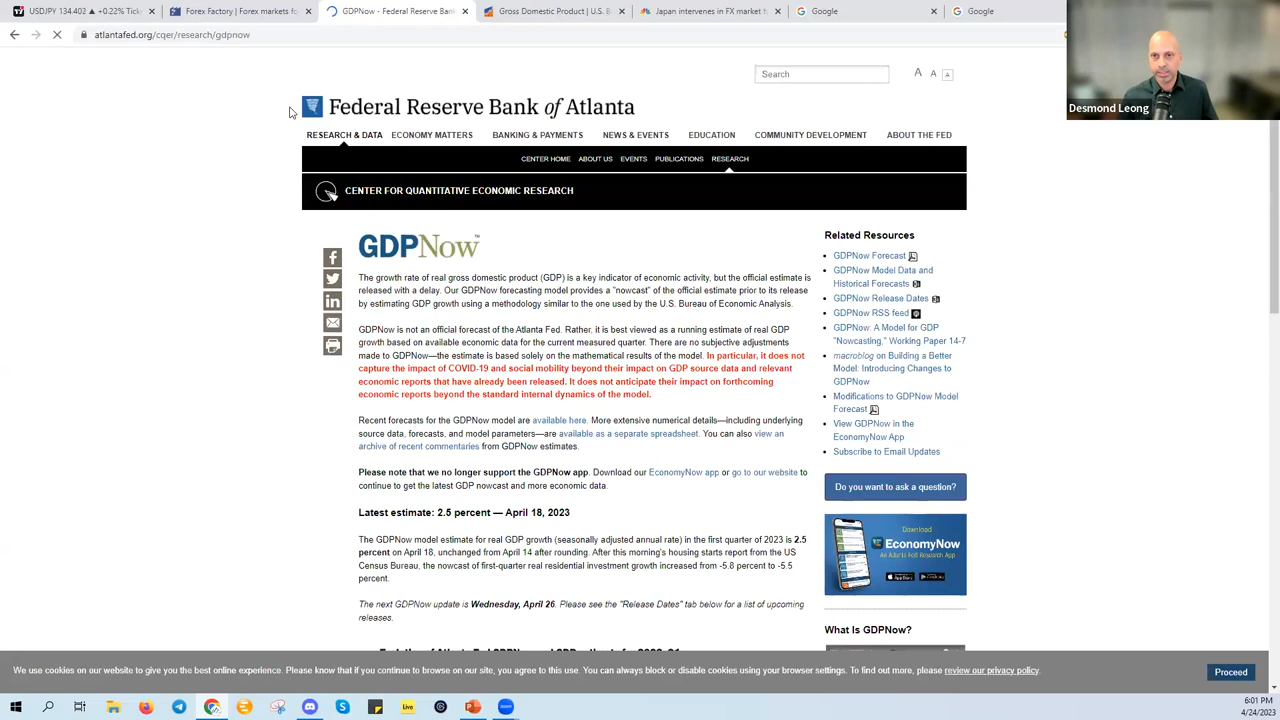 USDJPY 134.402 ▲ +0.22% Tick
Forex Factory | Forex markets fo
GDPNow - Federal Reserve Bank
Gross Domestic Product | U.S. B
Japan intervenes in FX market t
Google
Google
atlantafed.org/cqer/research/gdpnow
Desmond Leong
Search
A A A
Federal Reserve Bank of Atlanta
RESEARCH & DATA ECONOMY MATTERS BANKING & PAYMENTS NEWS & EVENTS EDUCATION COMMUNITY DEVELOPMENT ABOUT THE FED
CENTER HOME ABOUT US EVENTS PUBLICATIONS RESEARCH
CENTER FOR QUANTITATIVE ECONOMIC RESEARCH
GDPNow™
The growth rate of real gross domestic product (GDP) is a key indicator of economic activity, but the official estimate is
released with a delay. Our GDPNow forecasting model provides a "nowcast" of the official estimate prior to its release
by estimating GDP growth using a methodology similar to the one used by the U.S. Bureau of Economic Analysis.
GDPNow is not an official forecast of the Atlanta Fed. Rather, it is best viewed as a running estimate of real GDP
growth based on available economic data for the current measured quarter. There are no subjective adjustments
made to GDPNow—the estimate is based solely on the mathematical results of the model. In particular, it does not
capture the impact of COVID-19 and social mobility beyond their impact on GDP source data and relevant
economic reports that have already been released. It does not anticipate their impact on forthcoming
economic reports beyond the standard internal dynamics of the model.
Recent forecasts for the GDPNow model are available here. More extensive numerical details—including underlying
source data, forecasts, and model parameters—are available as a separate spreadsheet. You can also view an
archive of recent commentaries from GDPNow estimates.
Please note that we no longer support the GDPNow app. Download our EconomyNow app or go to our website to
continue to get the latest GDP nowcast and more economic data.
Latest estimate: 2.5 percent — April 18, 2023
The GDPNow model estimate for real GDP growth (seasonally adjusted annual rate) in the first quarter of 2023 is 2.5
percent on April 18, unchanged from April 14 after rounding. After this morning's housing starts report from the US
Census Bureau, the nowcast of first-quarter real residential investment growth increased from -5.8 percent to -5.5
percent.
The next GDPNow update is Wednesday, April 26. Please see the "Release Dates" tab below for a list of upcoming
releases.
Related Resources
GDPNow Forecast
GDPNow Model Data and
Historical Forecasts
GDPNow Release Dates
GDPNow RSS feed
GDPNow: A Model for GDP
"Nowcasting," Working Paper 14-7
macroblog on Building a Better
Model: Introducing Changes to
GDPNow
Modifications to GDPNow Model
Forecast
View GDPNow in the
EconomyNow App
Subscribe to Email Updates
Do you want to ask a question?
Download
EconomyNow
An Atlanta Fed Research App
App Store
Google Play
What Is GDPNow?
We use cookies on our website to give you the best online experience. Please know that if you continue to browse on our site, you agree to this use. You can always block or disable cookies using your browser settings. To find out more, please review our privacy policy.
Proceed
Live
6:01 PM
4/24/2023